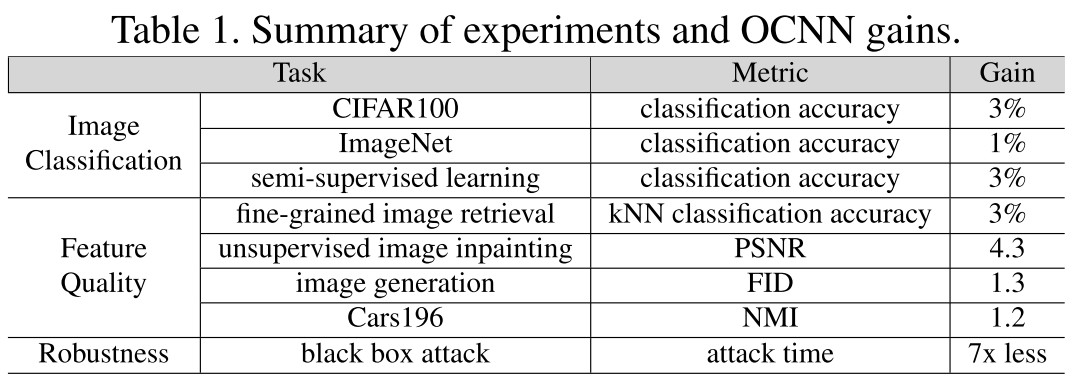 Table 1. Summary of experiments and OCNN gains.
Task Metric Gain
Image Classification CIFAR100 classification accuracy 3%
ImageNet classification accuracy 1%
semi-supervised learning classification accuracy 3%
Feature Quality fine-grained image retrieval kNN classification accuracy 3%
unsupervised image inpainting PSNR 4.3
image generation FID 1.3
Cars196 NMI 1.2
Robustness black box attack attack time 7x less